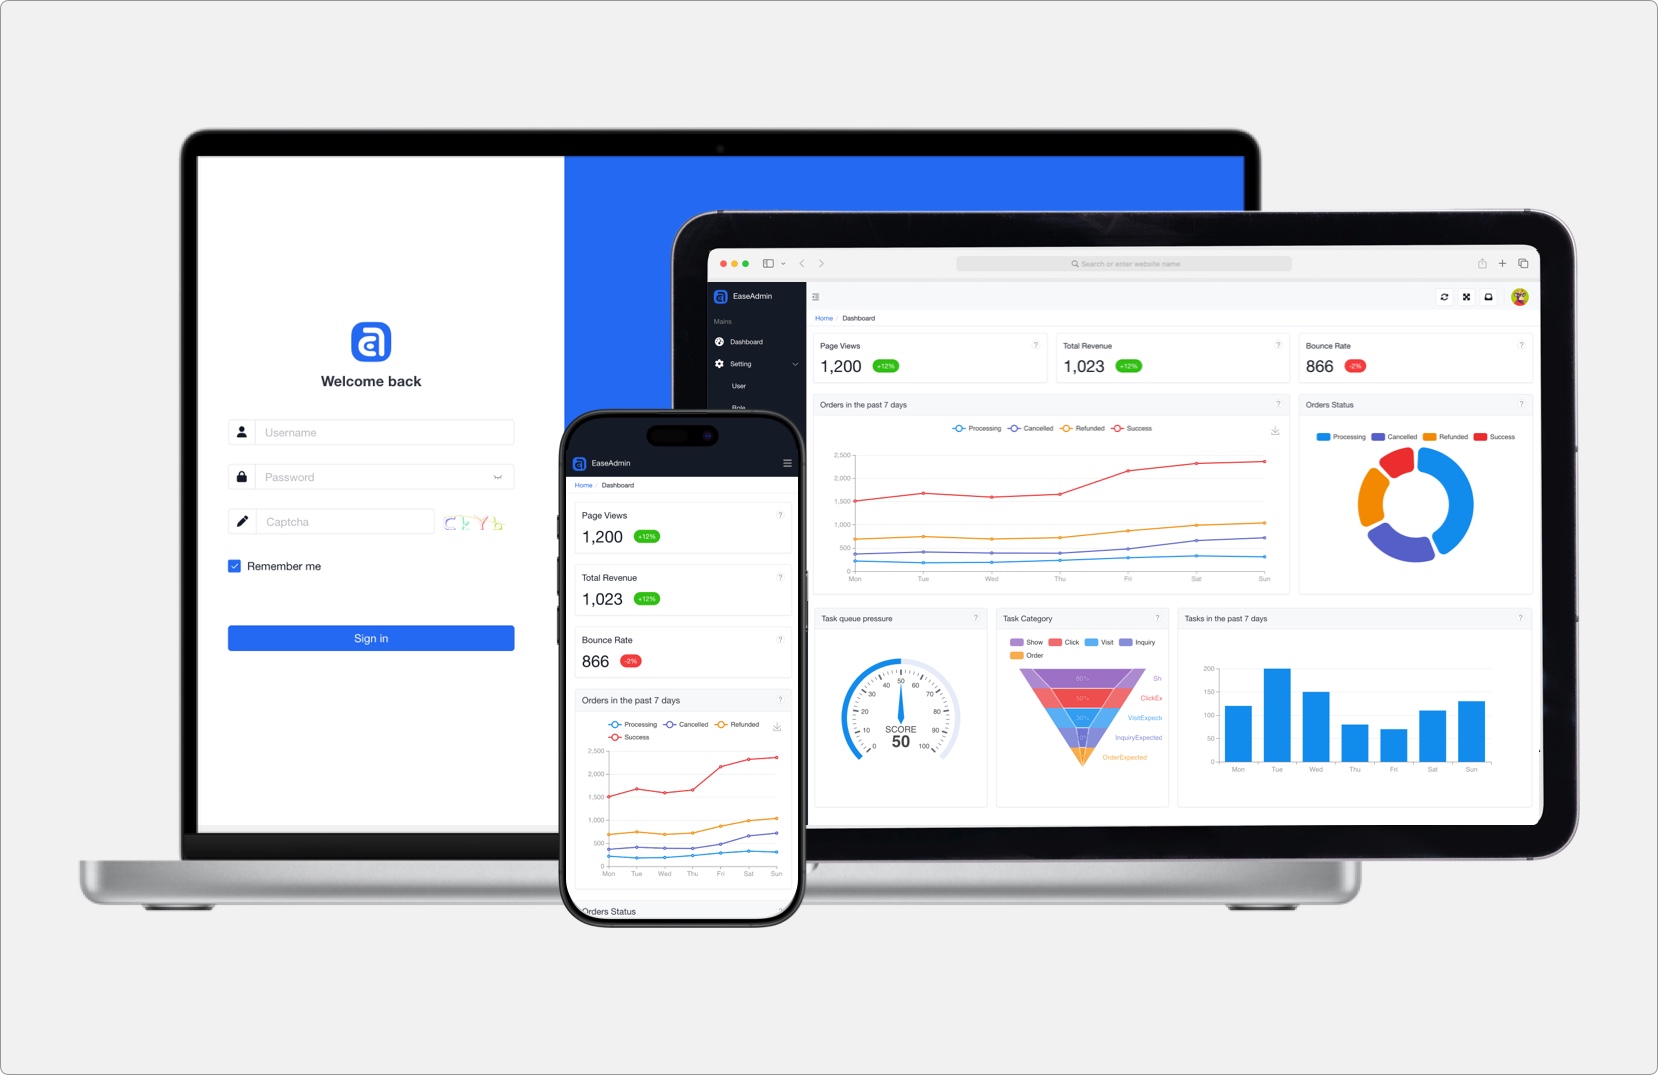 Welcome back
Username
Password
Captcha
Remember me
Sign in
Search or enter website name
EaseAdmin
Mains
Dashboard
Setting
User
Role
Home / Dashboard
Page Views ?
1,200 +12%
Total Revenue ?
1,023 +12%
Bounce Rate ?
866 -2%
Orders in the past 7 days ?
Processing Cancelled Refunded Success
2,500
2,000
1,500
1,000
500
0
Mon Tue Wed Thu Fri Sat Sun
Orders Status ?
Processing Cancelled Refunded Success
Task queue pressure ?
0 10 20 30 40 50 60 70 80 90 100
SCORE
50
Task Category ?
Show Click Visit Inquiry
Order
80%
Sh
ClickEx
30%
VisitExpect
InquiryExpected
OrderExpected
Tasks in the past 7 days ?
200
150
100
50
0
Mon Tue Wed Thu Fri Sat Sun
EaseAdmin
Home / Dashboard
Page Views ?
1,200 +12%
Total Revenue ?
1,023 +12%
Bounce Rate ?
866 -2%
Orders in the past 7 days ?
Processing Cancelled Refunded
Success
2,500
2,000
1,500
1,000
500
0
Mon Tue Wed Thu Fri Sat Sun
Orders Status